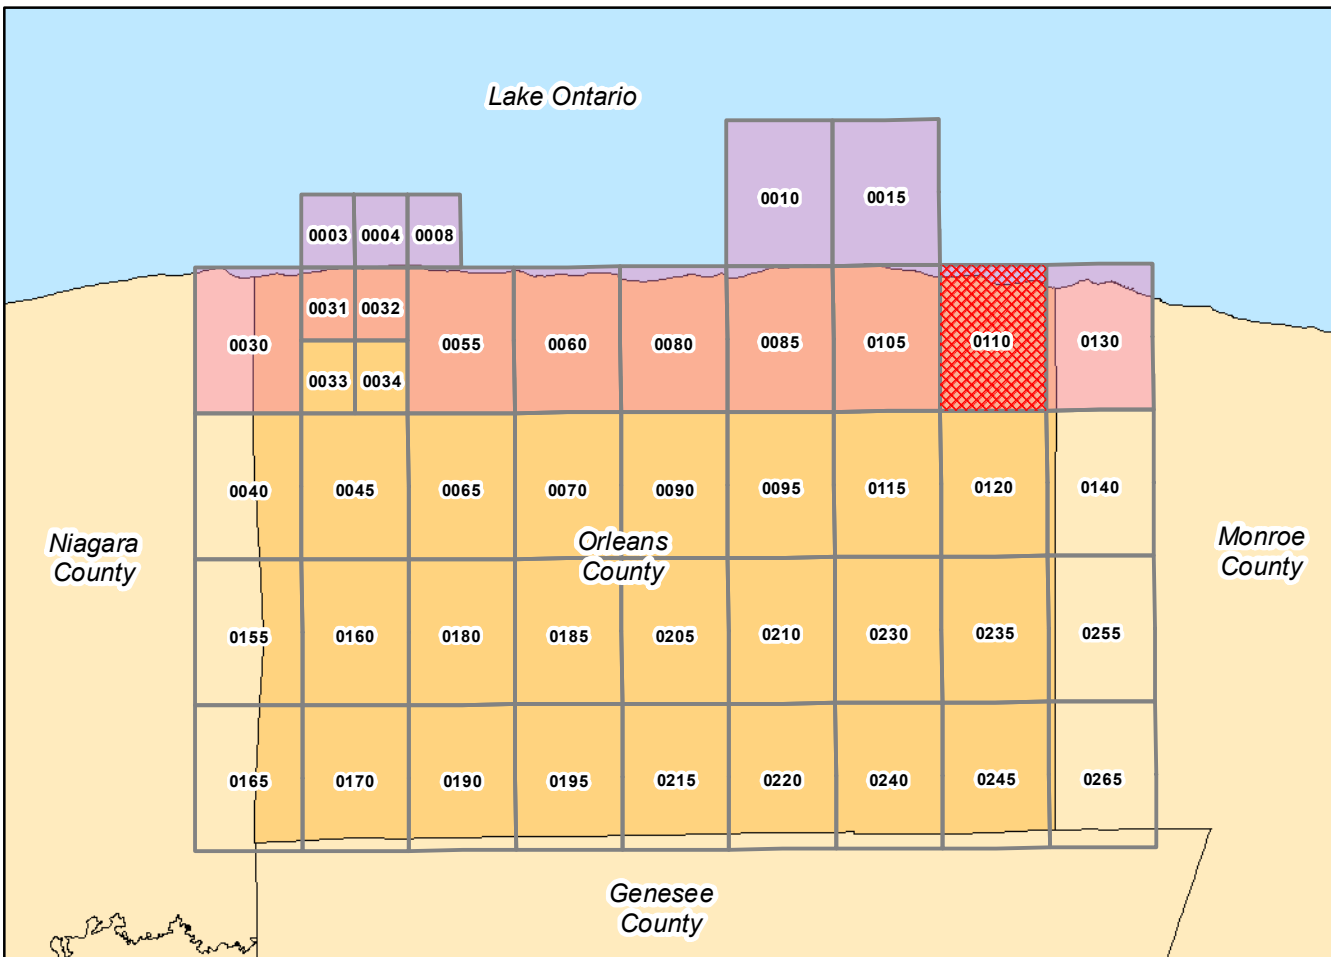 Lake Ontario
0010 0015
0003 0004 0008
0031 0032
0030 0055 0060 0080 0085 0105 0110 0130
0033 0034
0040 0045 0065 0070 0090 0095 0115 0120 0140
Niagara
County
Orleans
County
Monroe
County
0155 0160 0180 0185 0205 0210 0230 0235 0255
0165 0170 0190 0195 0215 0220 0240 0245 0265
Genesee
County